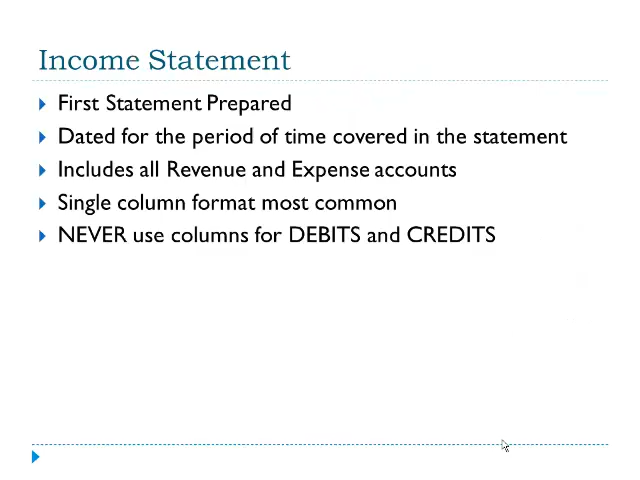 Income Statement
First Statement Prepared
Dated for the period of time covered in the statement
Includes all Revenue and Expense accounts
Single column format most common
NEVER use columns for DEBITS and CREDITS